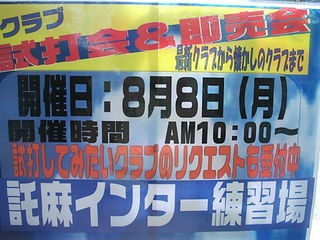 クラブ
試打会&即売会
最新クラブから懐かしのクラブまで
開催日:8月8日(月)
開催時間 AM10:00～
試打してみたいクラブのリクエストも受付中
託麻インター練習場